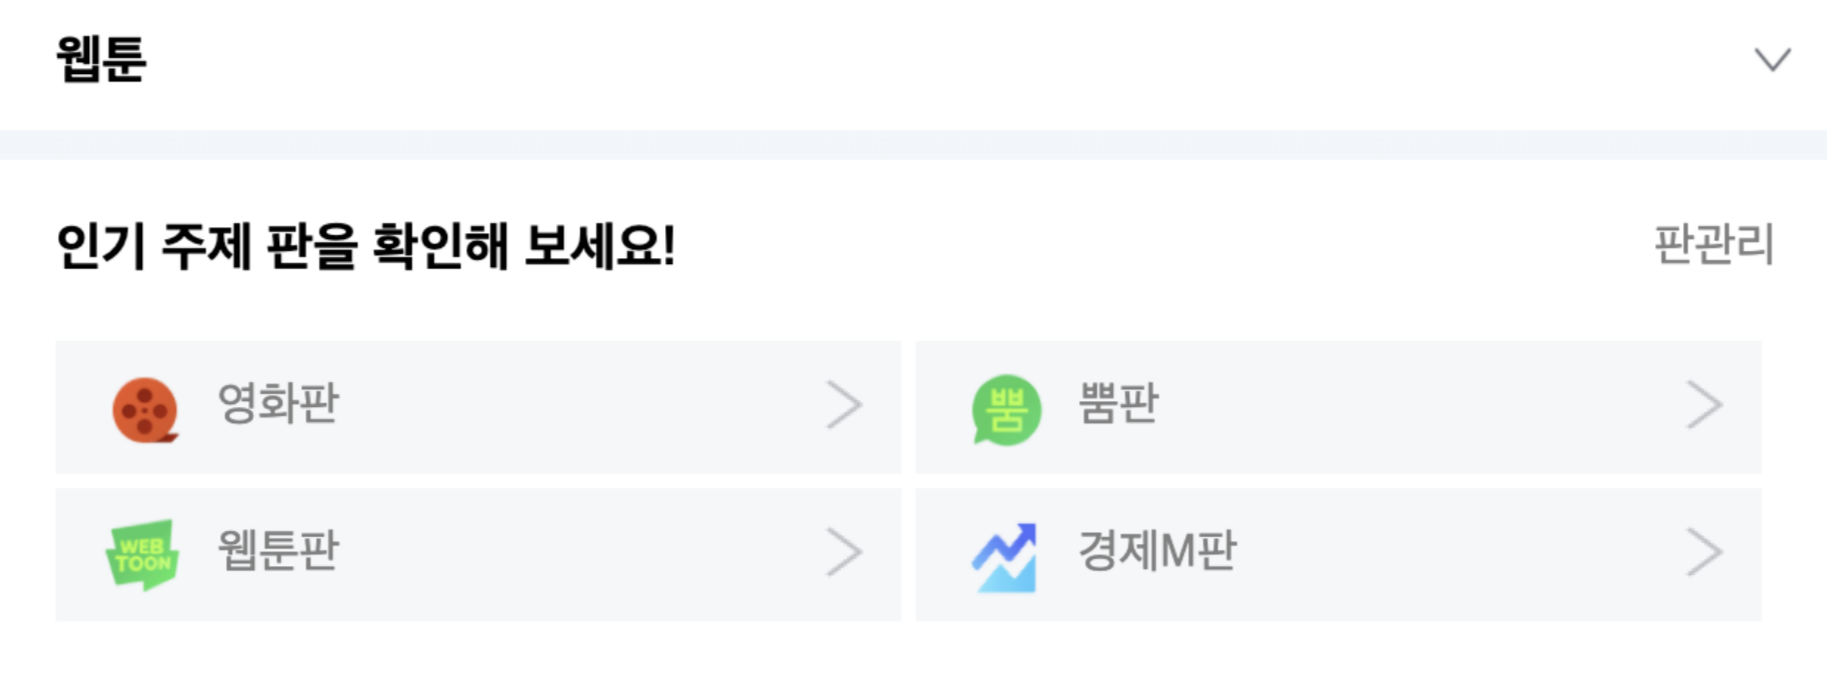 웹툰
인기 주제 판을 확인해 보세요! 판관리
영화판
뿜 뿜판
WEB
TOON
웹툰판
경제M판